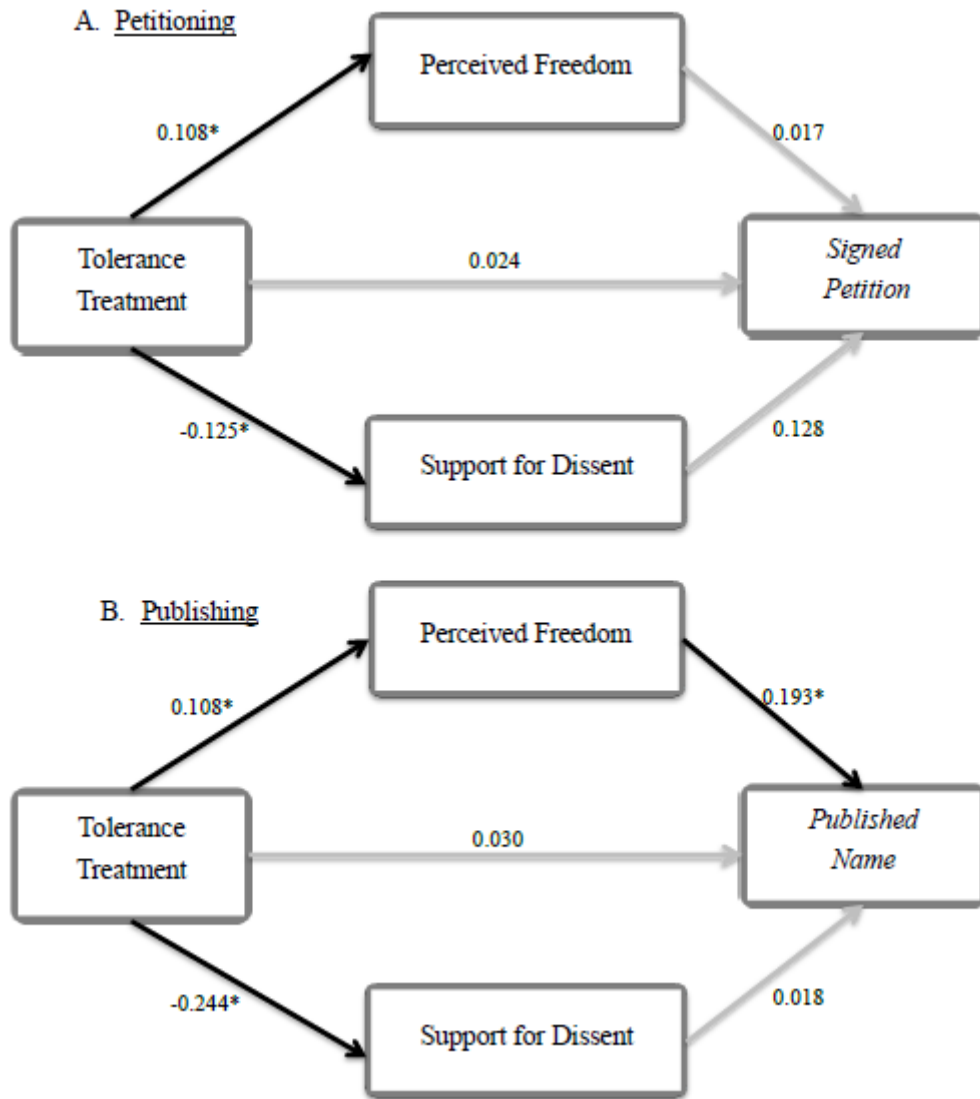 A. Petitioning
Perceived Freedom
0.108*
0.017
Tolerance
Treatment
0.024
Signed
Petition
-0.125*
0.128
Support for Dissent
B. Publishing
Perceived Freedom
0.108*
0.193*
Tolerance
Treatment
0.030
Published
Name
-0.244*
0.018
Support for Dissent